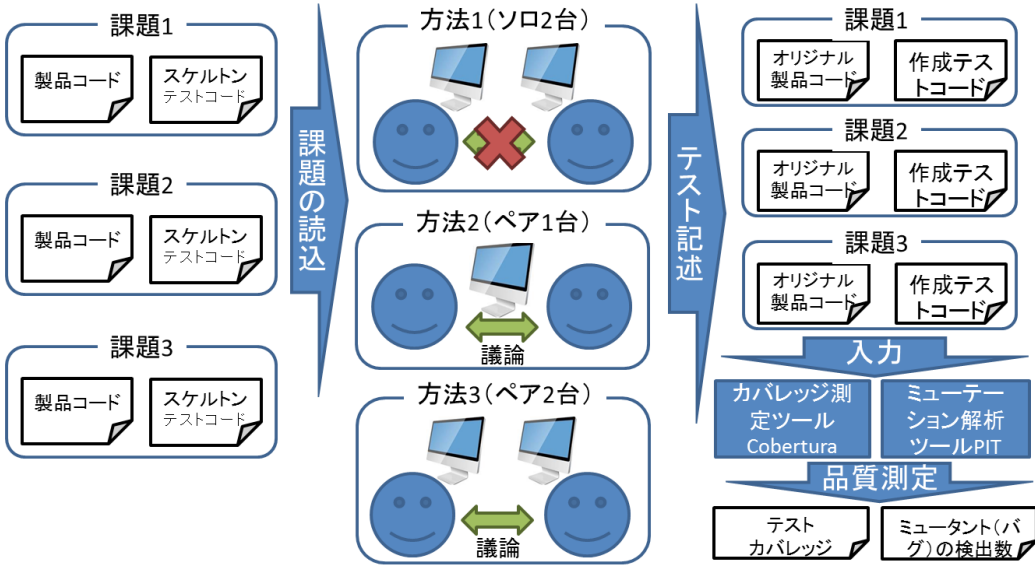 課題1
製品コード
スケルトン
テストコード
課題2
製品コード
スケルトン
テストコード
課題3
製品コード
スケルトン
テストコード
課題の読込
方法1(ソロ2台)
方法2(ペア1台)
議論
方法3(ペア2台)
議論
テスト記述
課題1
オリジナル
製品コード
作成テス
トコード
課題2
オリジナル
製品コード
作成テス
トコード
課題3
オリジナル
製品コード
作成テス
トコード
入力
カバレッジ測
定ツール
Cobertura
ミューテー
ション解析
ツールPIT
品質測定
テスト
カバレッジ
ミュータント(バ
グ)の検出数